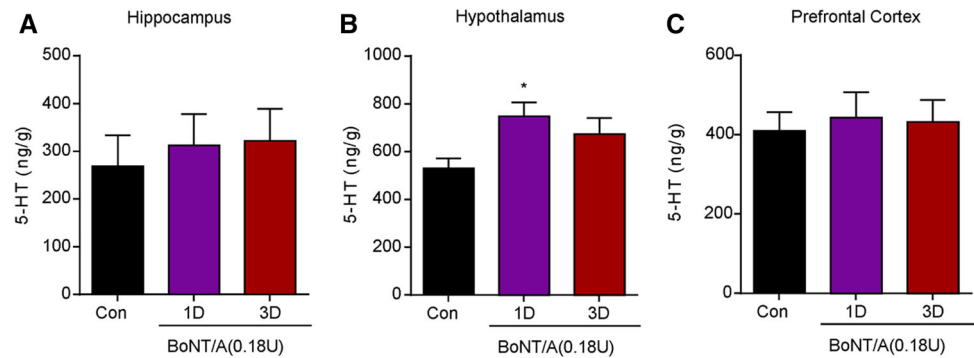 A
Hippocampus
5-HT (ng/g)
500
400
300
200
100
0
Con
1D
3D
BoNT/A(0.18U)
B
Hypothalamus
5-HT (ng/g)
1000
800
600
400
200
0
*
Con
1D
3D
BoNT/A(0.18U)
C
Prefrontal Cortex
5-HT (ng/g)
600
400
200
0
Con
1D
3D
BoNT/A(0.18U)